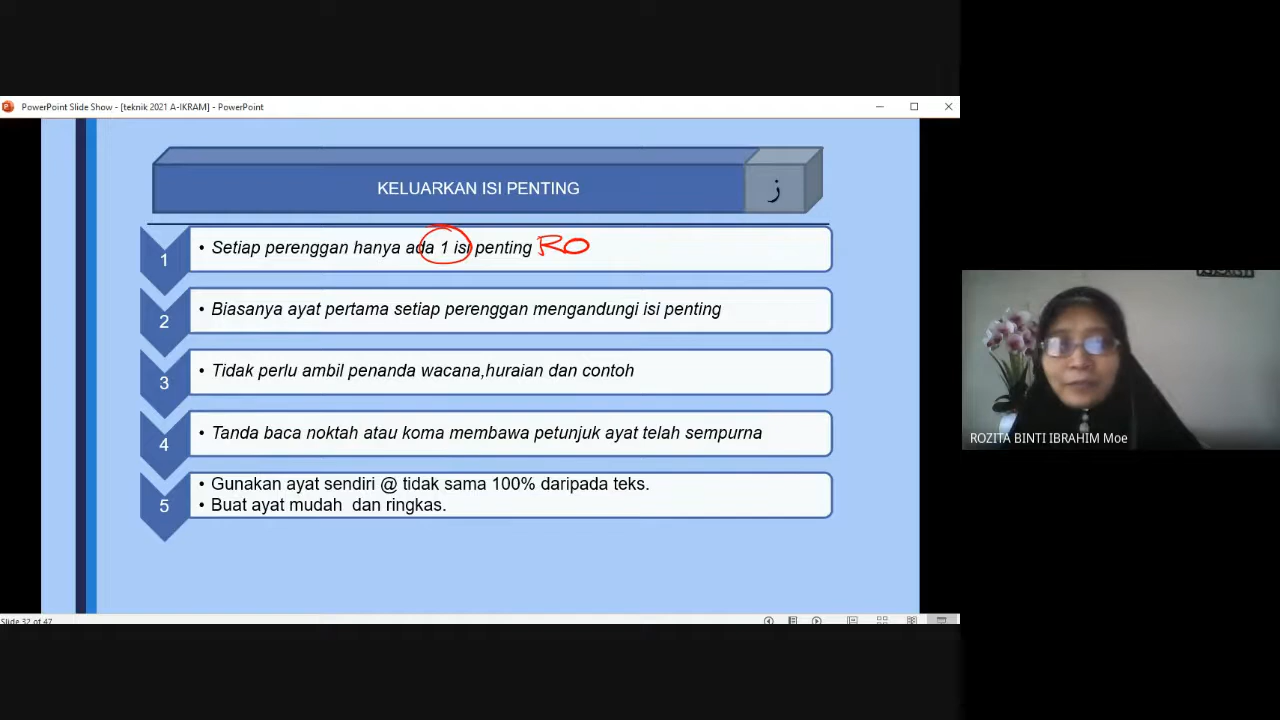 PowerPoint Slide Show - [teknik 2021 A-IKRAM] - PowerPoint
KELUARKAN ISI PENTING
ز
1
• Setiap perenggan hanya ada 1 isi penting RO
2
• Biasanya ayat pertama setiap perenggan mengandungi isi penting
3
• Tidak perlu ambil penanda wacana,huraian dan contoh
4
• Tanda baca noktah atau koma membawa petunjuk ayat telah sempurna
5
• Gunakan ayat sendiri @ tidak sama 100% daripada teks.
• Buat ayat mudah dan ringkas.
Slide 32 of 47
ROZITA BINTI IBRAHIM Moe